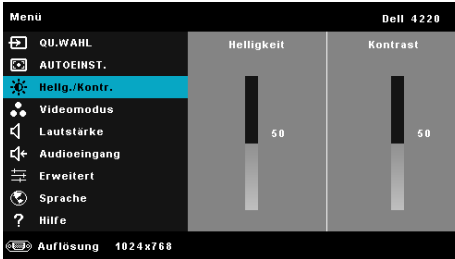 Menü Dell 4220
QU.WAHL Helligkeit Kontrast
AUTOEINST.
Hellg./Kontr.
Videomodus
Lautstärke 50 50
Audioeingang
Erweitert
Sprache
? Hilfe
Auflösung 1024x768